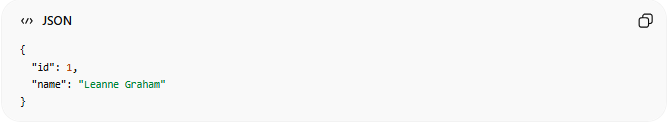 JSON
{
  "id": 1,
  "name": "Leanne Graham"
}